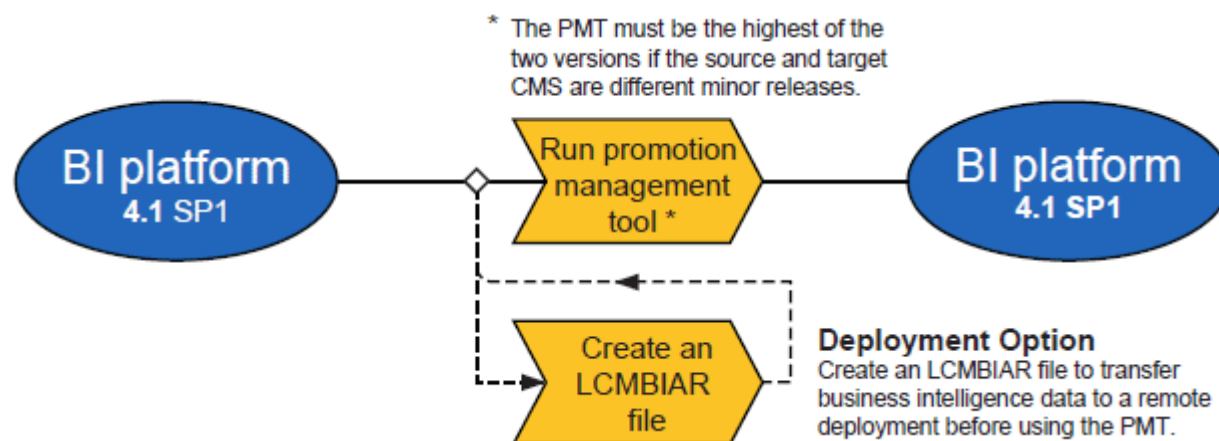 * The PMT must be the highest of the
two versions if the source and target
CMS are different minor releases.
BI platform
4.1 SP1
Run promotion
management
tool *
BI platform
4.1 SP1
Create an
LCMBIAR
file
Deployment Option
Create an LCMBIAR file to transfer
business intelligence data to a remote
deployment before using the PMT.